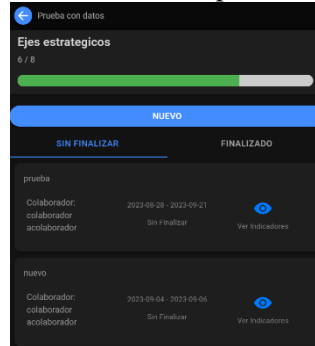 Prueba con datos
Ejes estrategicos
6 / 8
NUEVO
SIN FINALIZAR FINALIZADO
prueba
Colaborador: 2023-08-28 - 2023-09-21
colaborador Sin Finalizar
acolaborador Ver Indicadores
nuevo
Colaborador: 2023-09-04 - 2023-09-06
colaborador Sin Finalizar
acolaborador Ver Indicadores